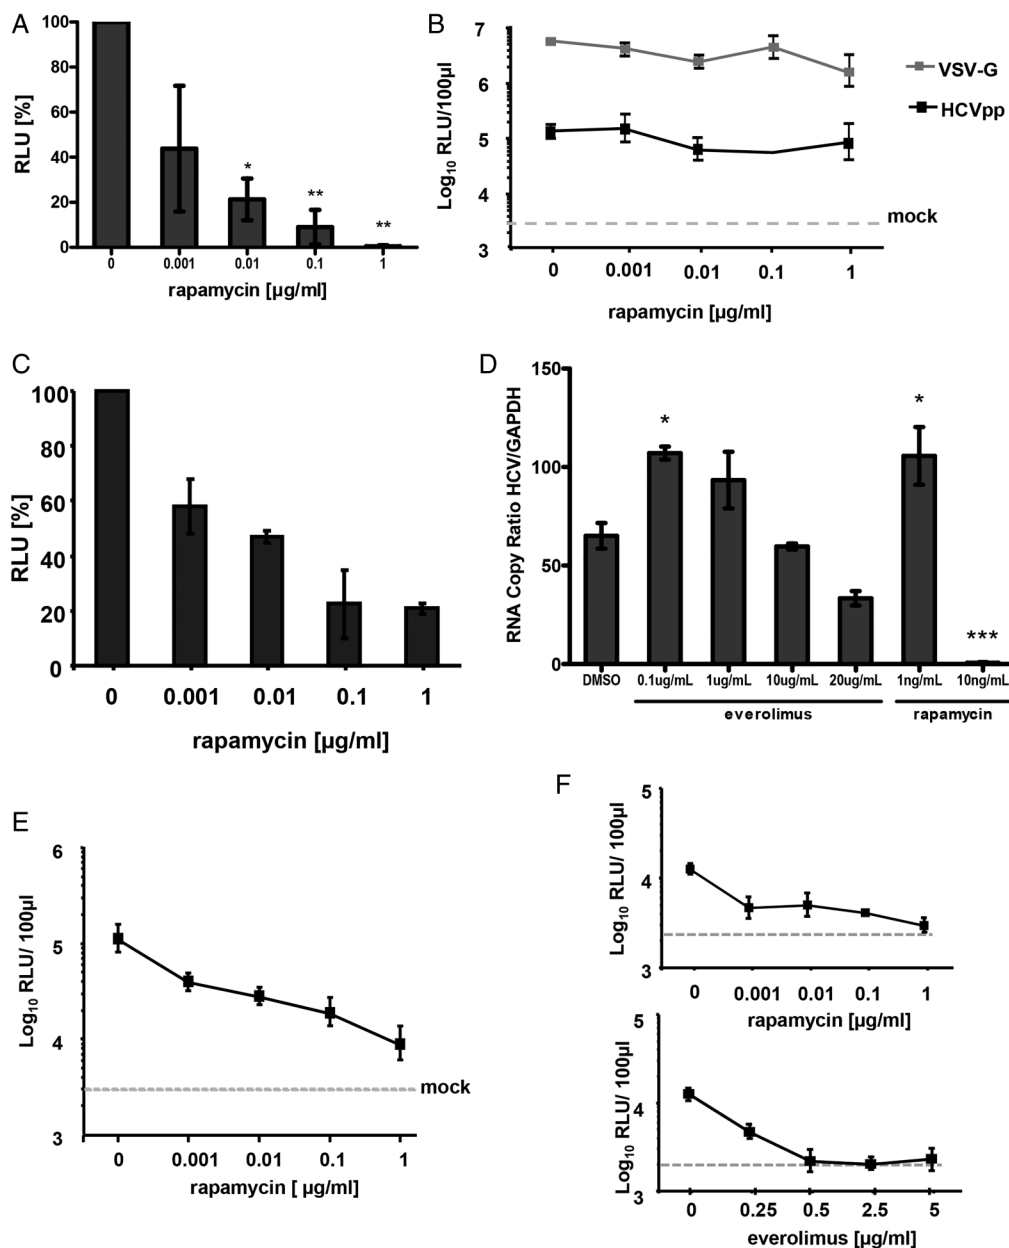 A
RLU [%]
100
80
60
40
20
0
*
**
**
0 0.001 0.01 0.1 1
rapamycin [µg/ml]
B
Log10 RLU/100µl
7
6
5
4
3
VSV-G
HCVpp
mock
0 0.001 0.01 0.1 1
rapamycin [µg/ml]
C
RLU [%]
100
80
60
40
20
0
0 0.001 0.01 0.1 1
rapamycin [µg/ml]
D
RNA Copy Ratio HCV/GAPDH
150
100
50
0
*
*
***
DMSO 0.1ug/mL 1ug/mL 10ug/mL 20ug/mL 1ng/mL 10ng/mL
everolimus rapamycin
E
Log10 RLU/ 100µl
6
5
4
3
mock
0 0.001 0.01 0.1 1
rapamycin [ µg/ml]
F
Log10 RLU/ 100µl
5
4
3
0 0.001 0.01 0.1 1
rapamycin [µg/ml]
Log10 RLU/ 100µl
5
4
3
0 0.25 0.5 2.5 5
everolimus [µg/ml]